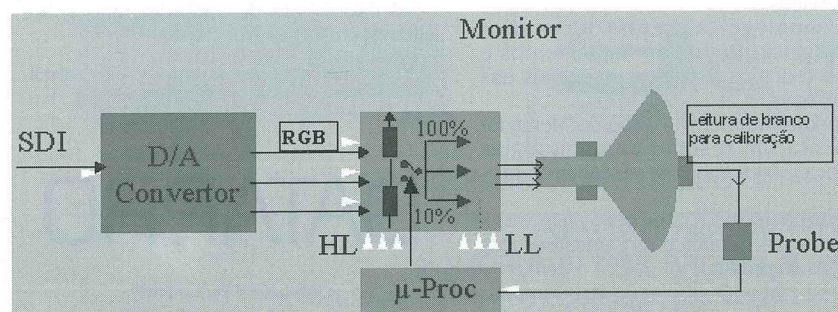 Monitor
SDI
D/A
Convertor
RGB
100%
10%
HL
LL
Leitura de branco
para calibração
Probe
µ-Proc